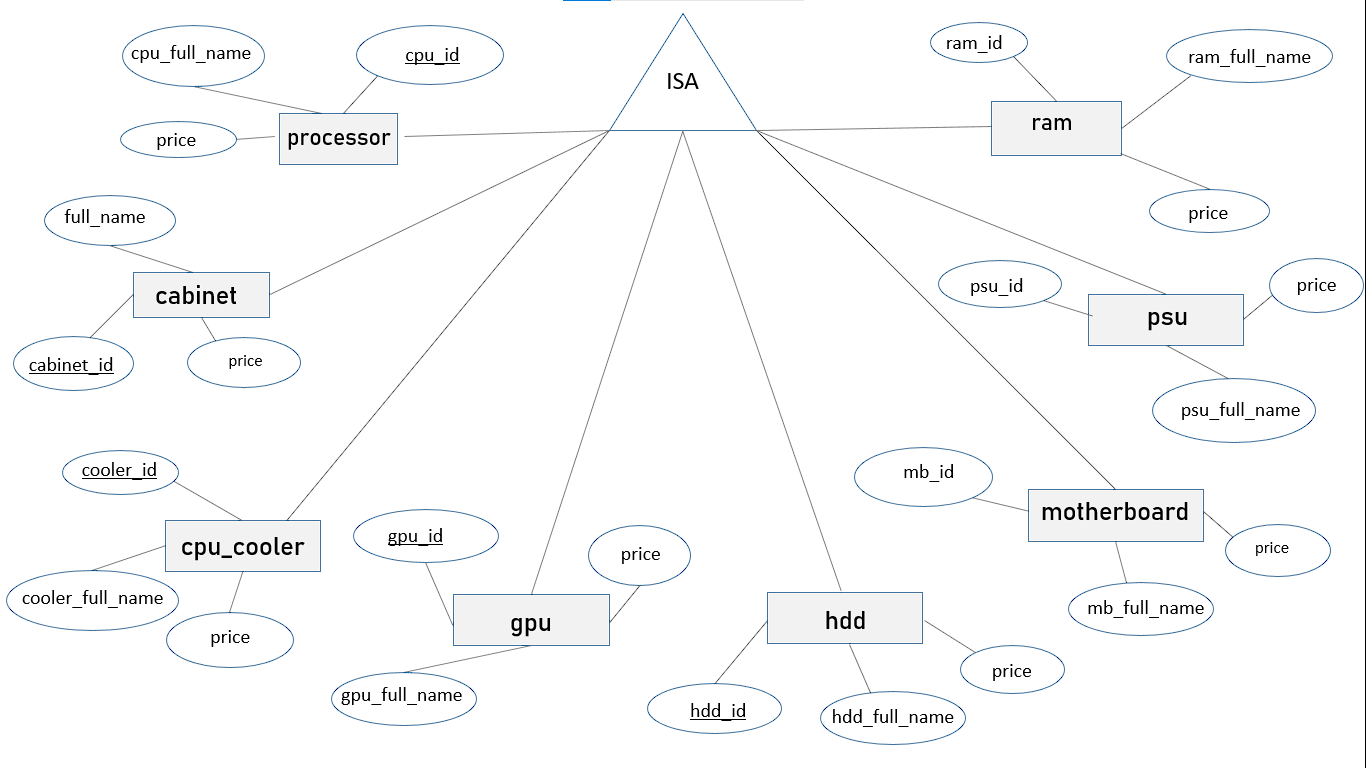 cpu_full_name
cpu_id
price
processor
ISA
ram_id
ram_full_name
ram
price
full_name
cabinet
cabinet_id
price
psu_id
price
psu
psu_full_name
cooler_id
cpu_cooler
cooler_full_name
price
gpu_id
price
gpu
gpu_full_name
hdd
hdd_id
hdd_full_name
price
mb_id
motherboard
price
mb_full_name